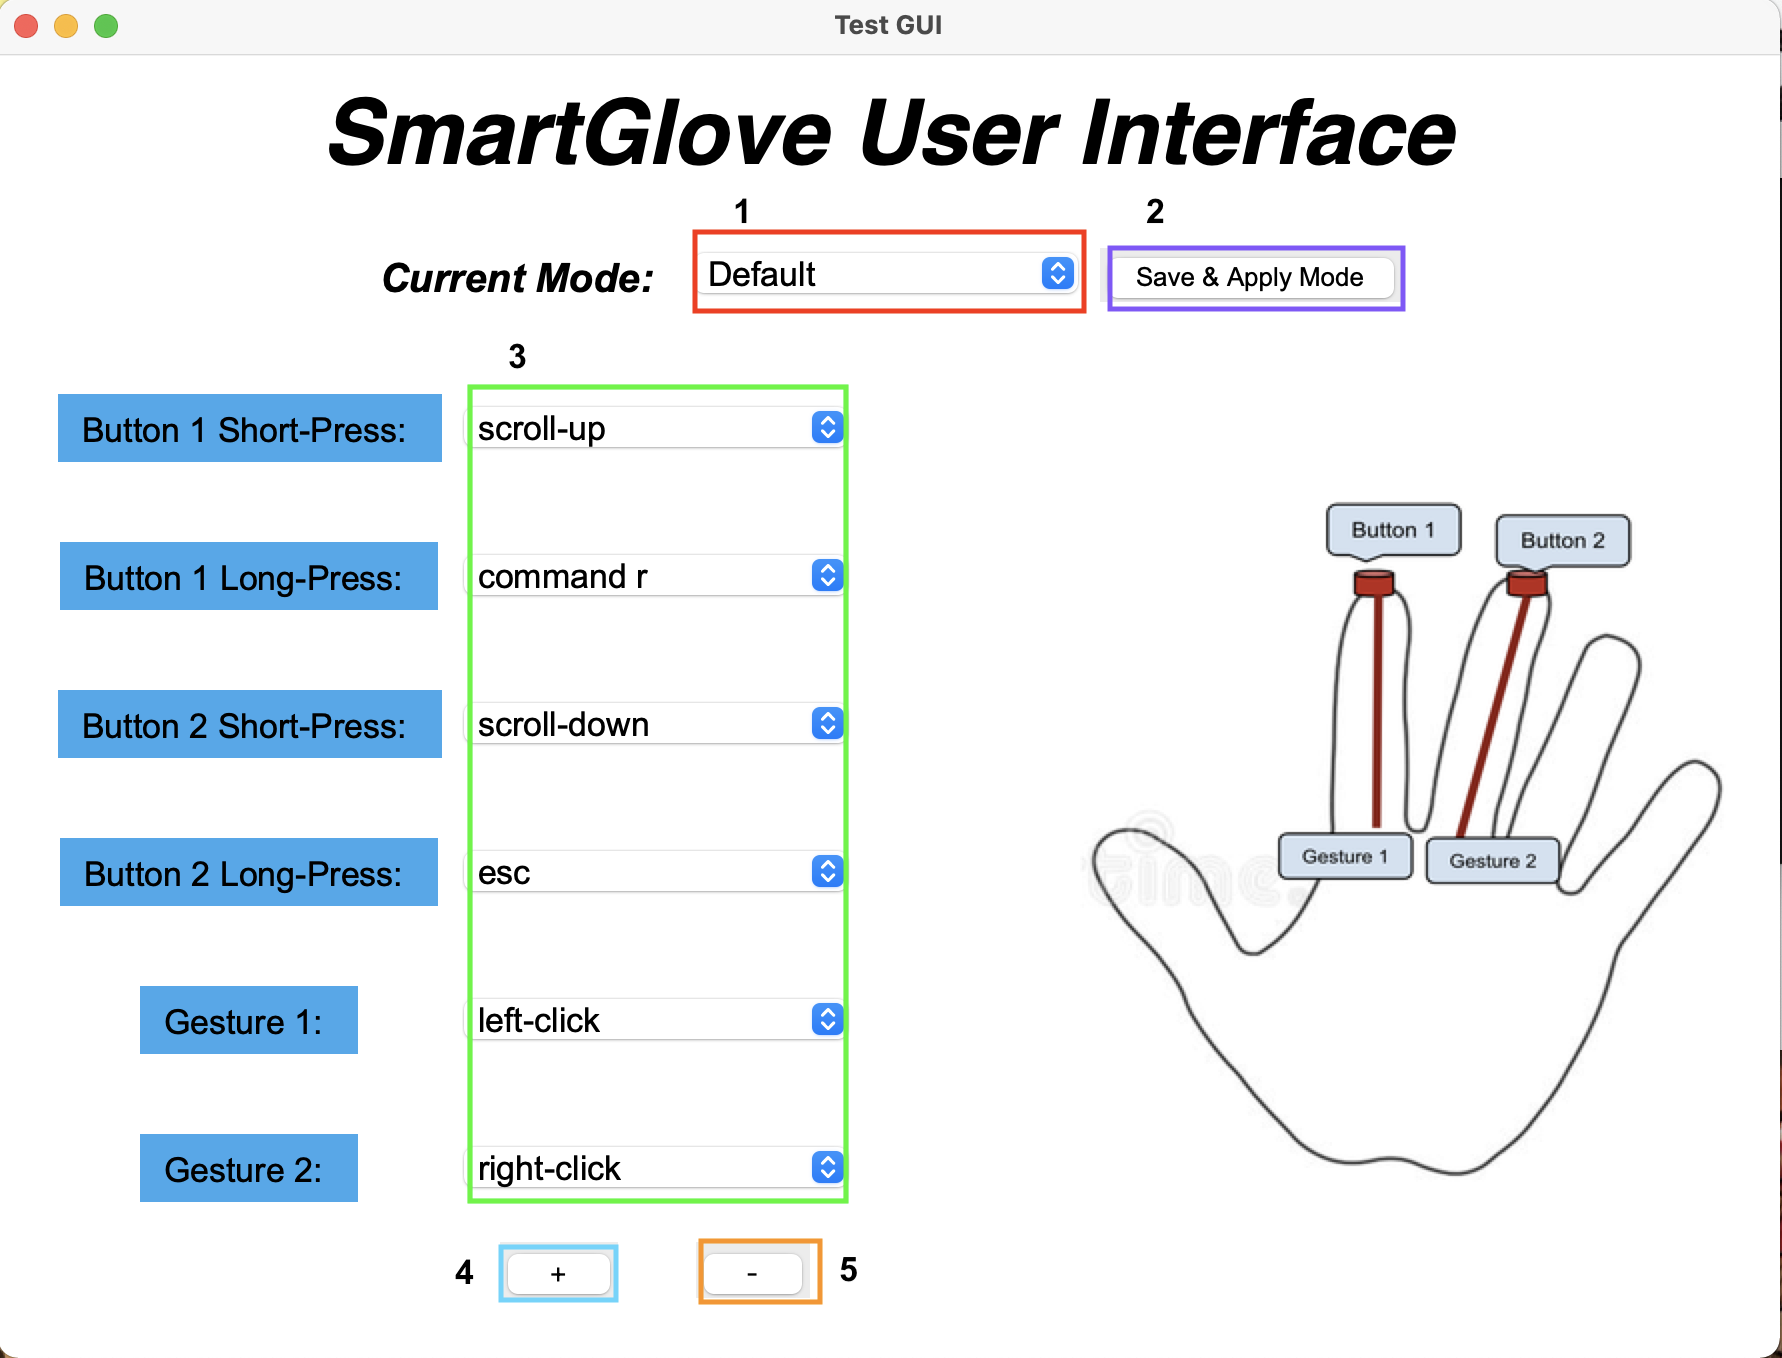 Test GUI
SmartGlove User Interface
1
2
Current Mode:
Default
Save & Apply Mode
3
Button 1 Short-Press:
scroll-up
Button 1 Long-Press:
command r
Button 2 Short-Press:
scroll-down
Button 2 Long-Press:
esc
Gesture 1:
left-click
Gesture 2:
right-click
4
+
-
5
Button 1
Button 2
Gesture 1
Gesture 2
time.